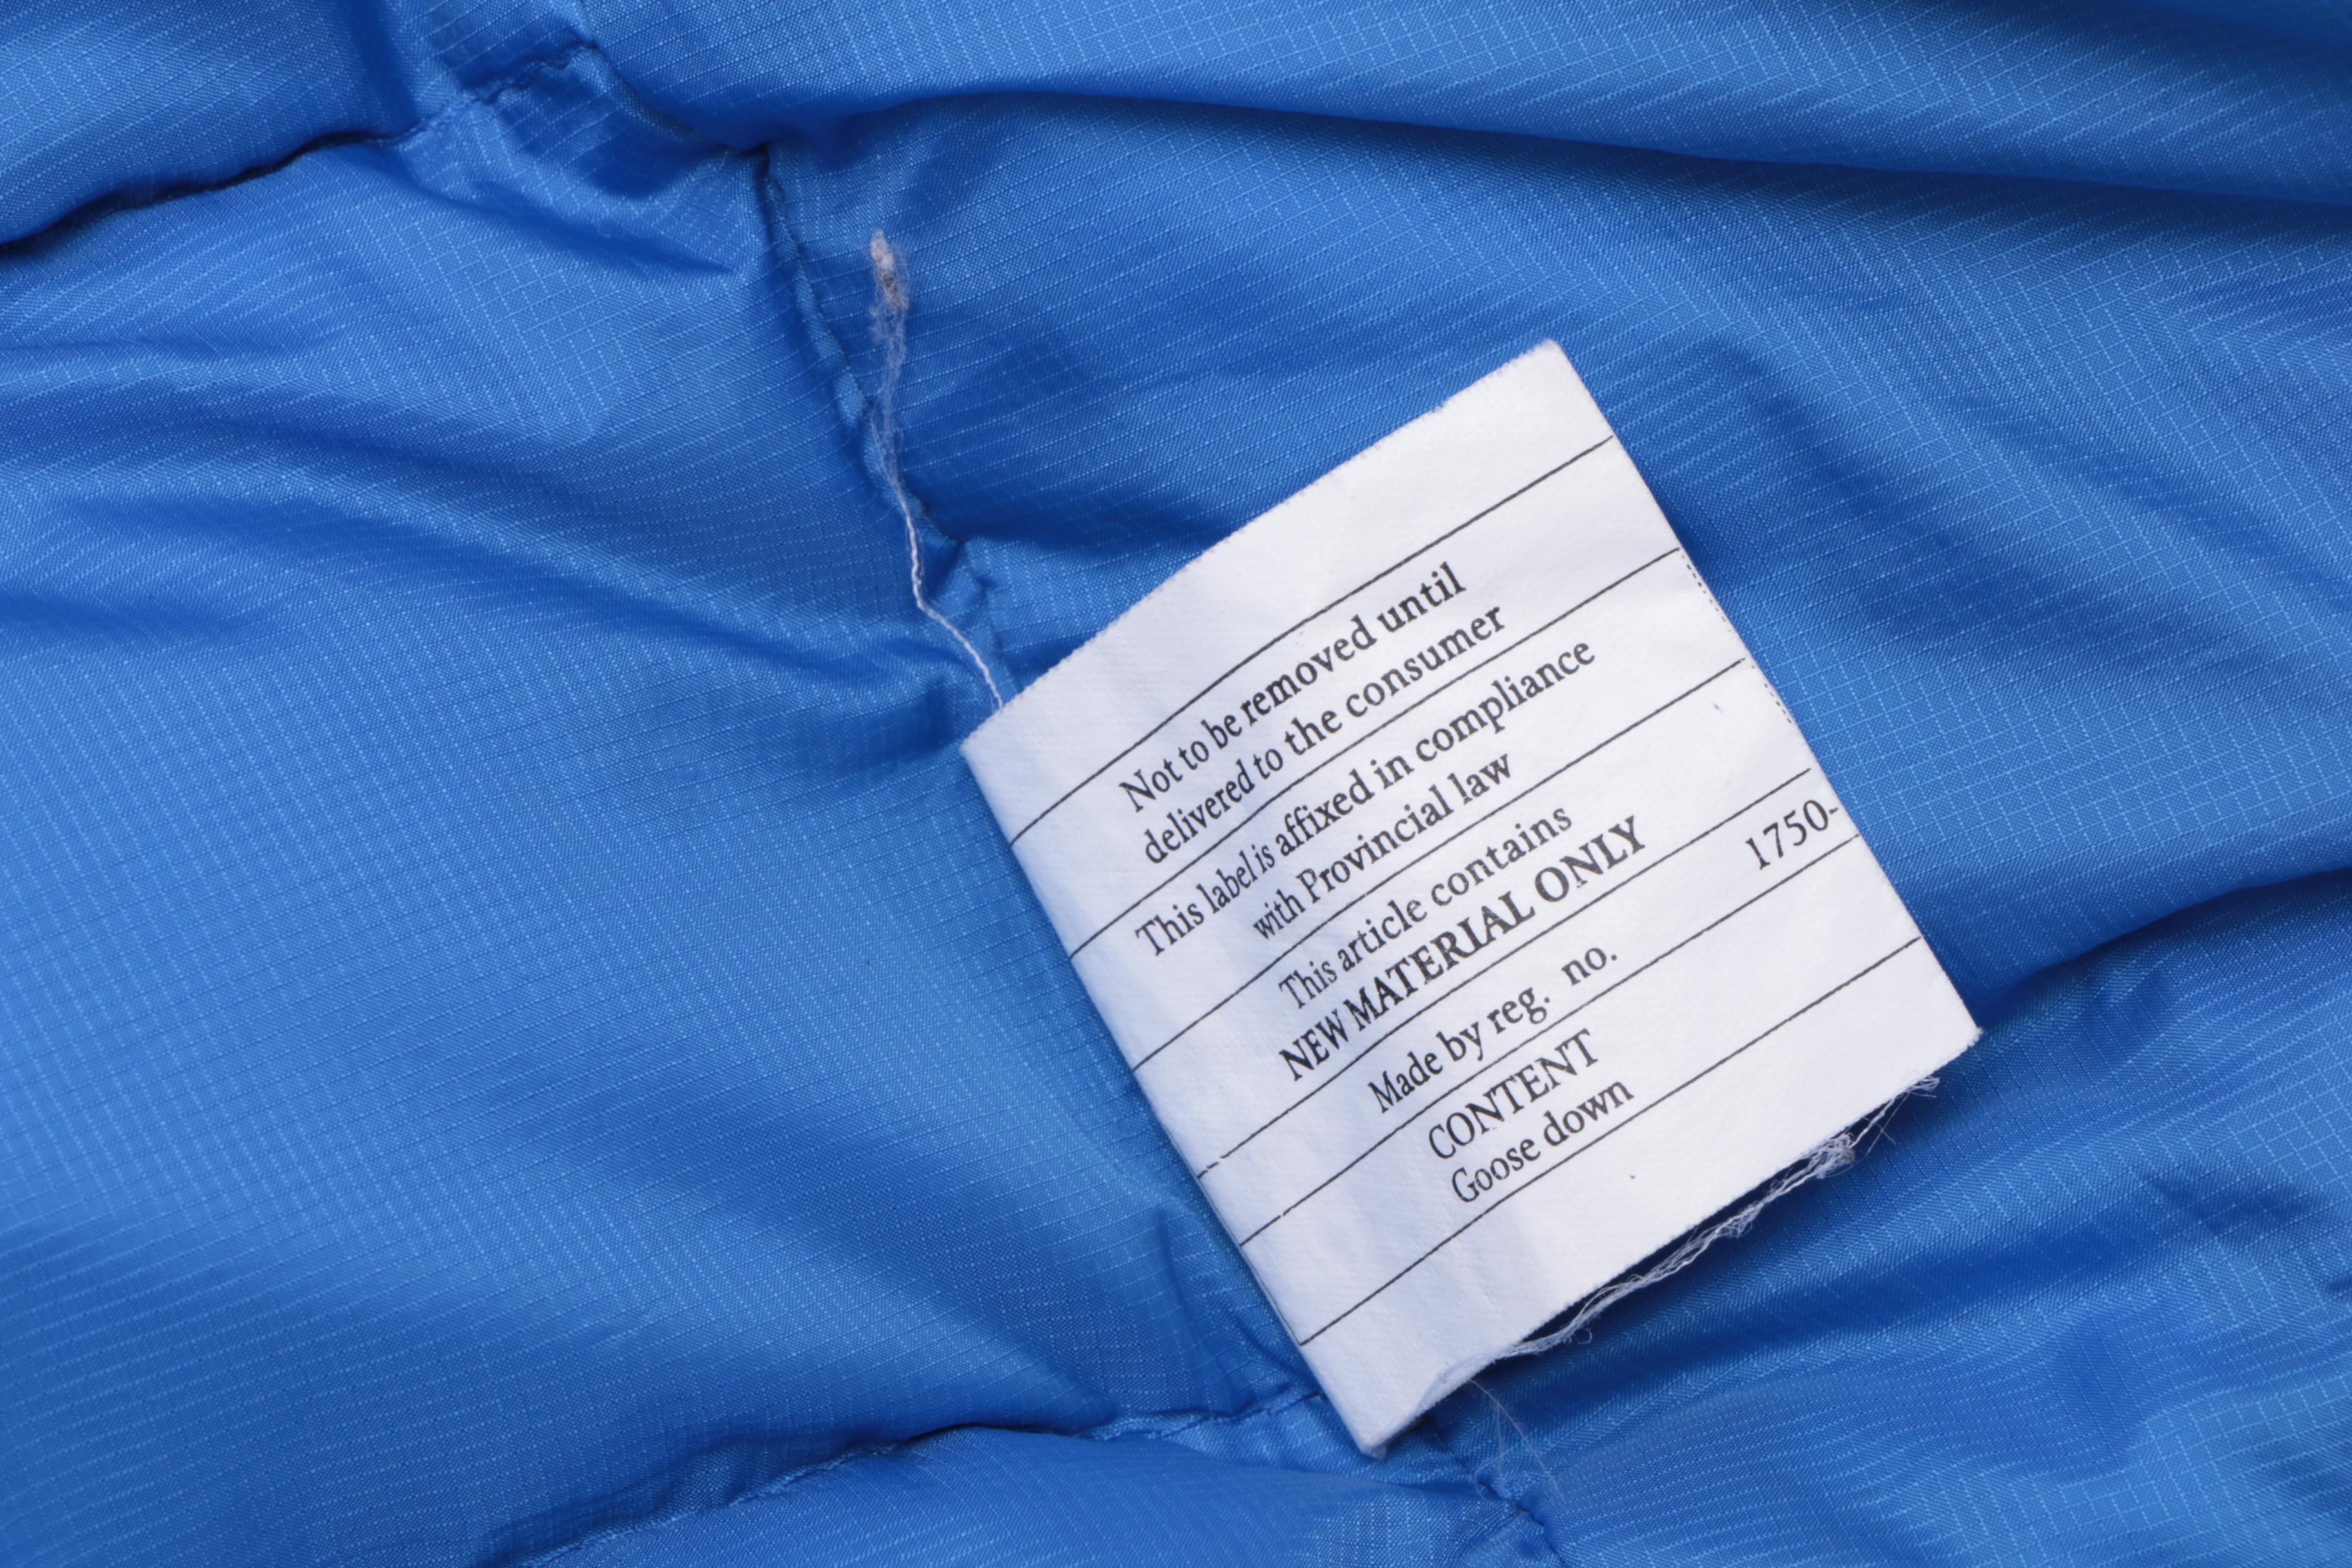 Not to be removed until
delivered to the consumer
This label is affixed in compliance
with Provincial law
This article contains
NEW MATERIAL ONLY
Made by reg. no. 1750-
CONTENT
Goose down